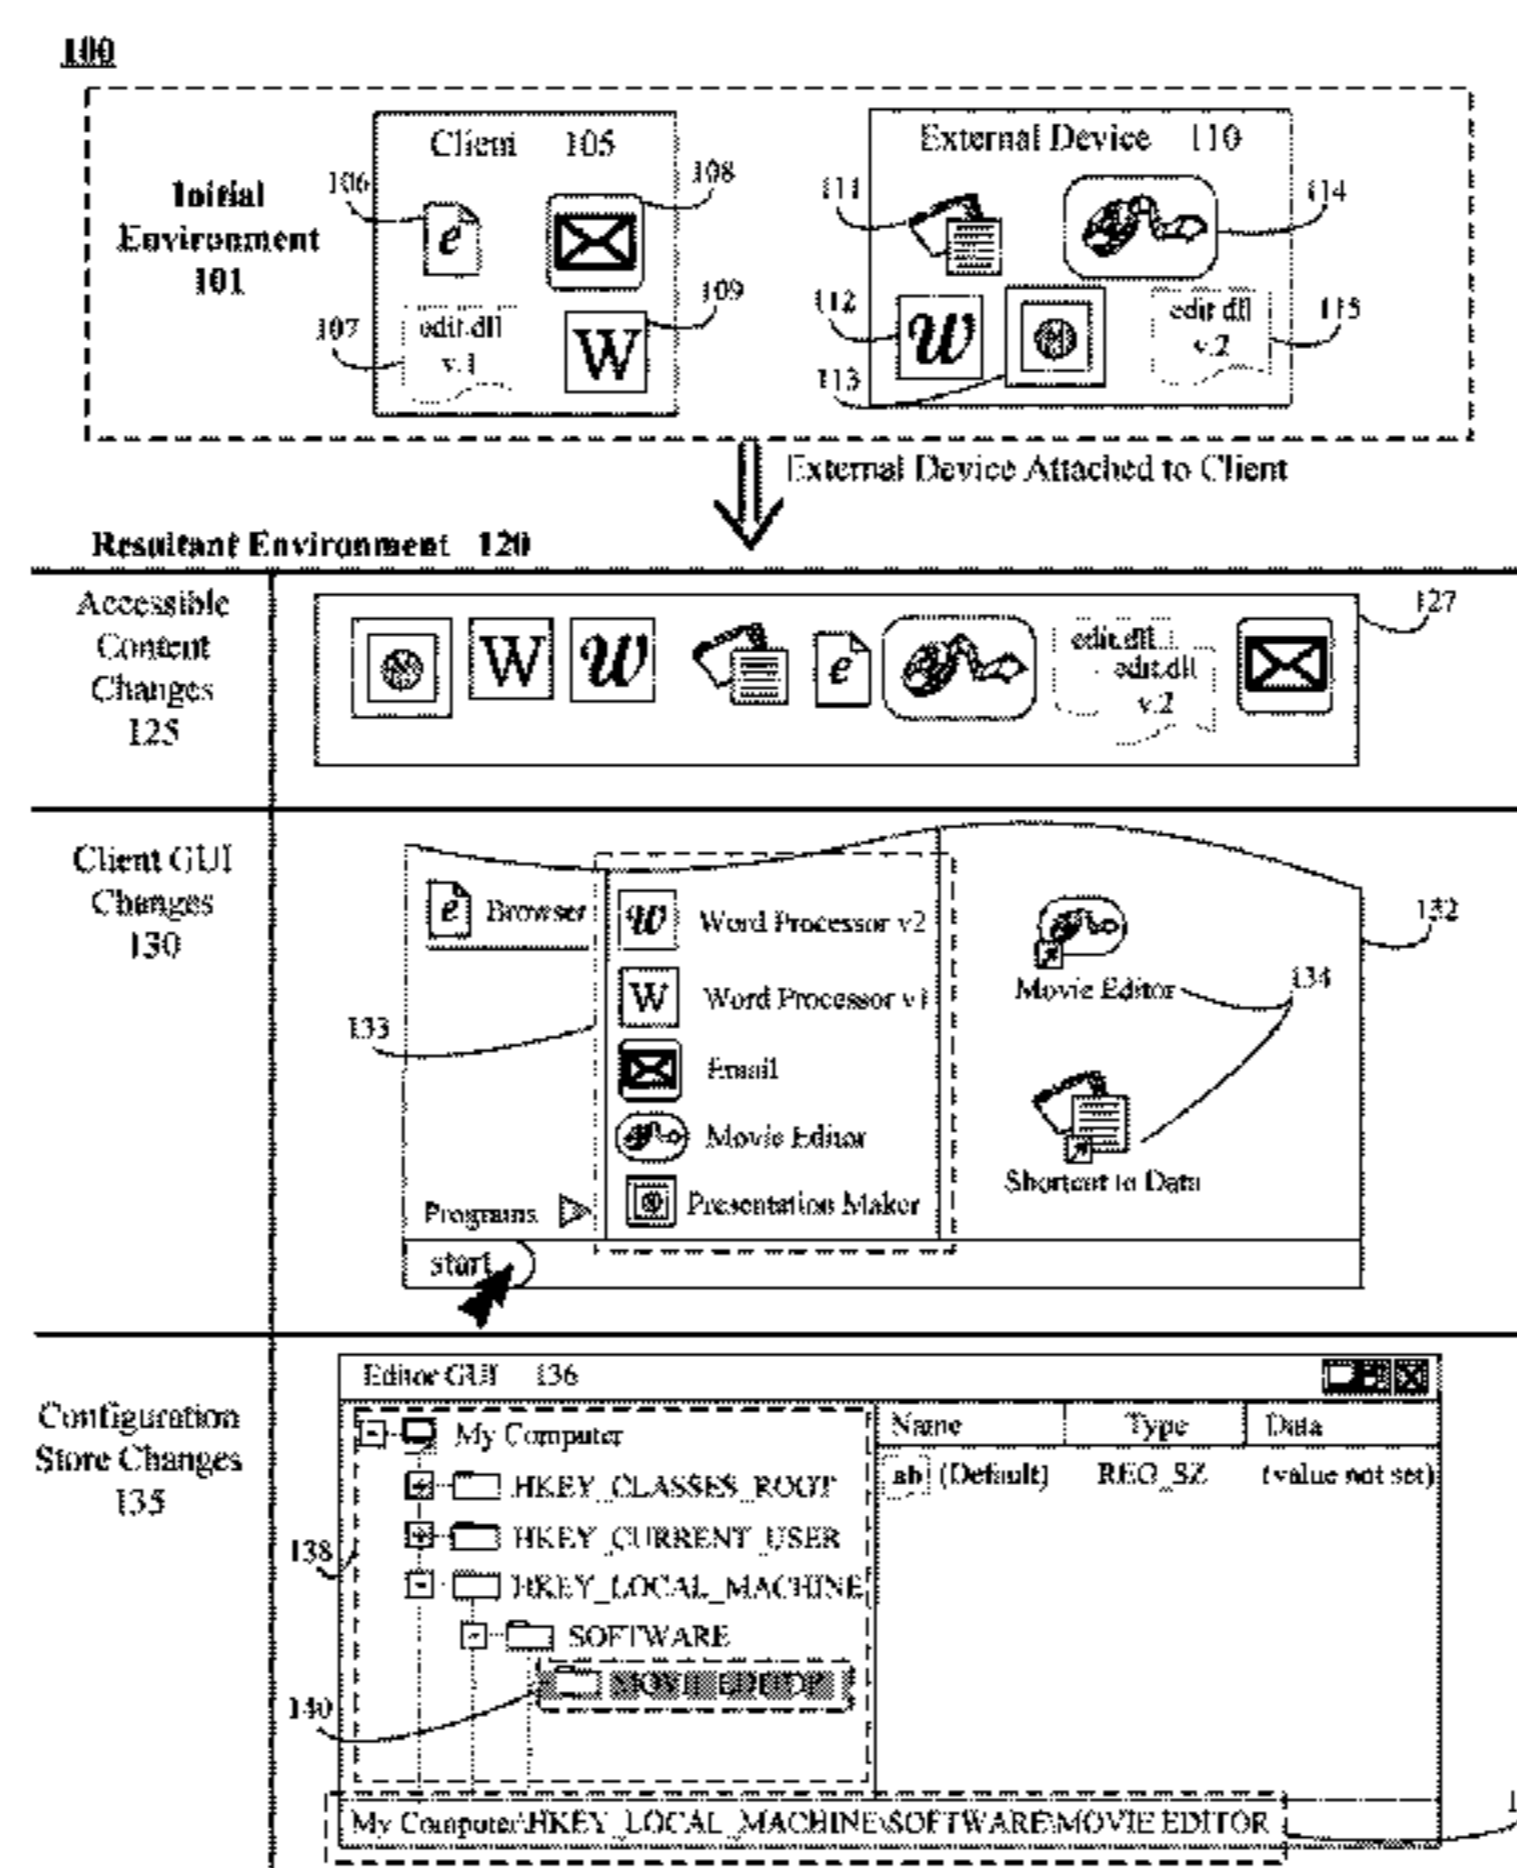 100
Client 105
External Device 110
Initial
Environment
101
106
108
111
114
e
107
edit.dll
v.1
109
W
112
W
113
edit.dll
v.2
115
External Device Attached to Client
Resultant Environment 120
Accessible
Content
Changes
125
127
W
W
e
edit.dll
edit.dll
v.2
Client GUI
Changes
130
132
e Browser
W Word Processor v2
W Word Processor v1
Email
Movie Editor
Presentation Maker
133
134
Movie Editor
Shortcut to Data
Programs
start
Configuration
Store Changes
135
Editor GUI 136
My Computer
HKEY_CLASSES_ROOT
HKEY_CURRENT_USER
HKEY_LOCAL_MACHINE
SOFTWARE
MOVIE EDITOR
138
140
Name Type Data
ab (Default) REG_SZ (value not set)
My Computer\HKEY_LOCAL_MACHINE\SOFTWARE\MOVIE EDITOR